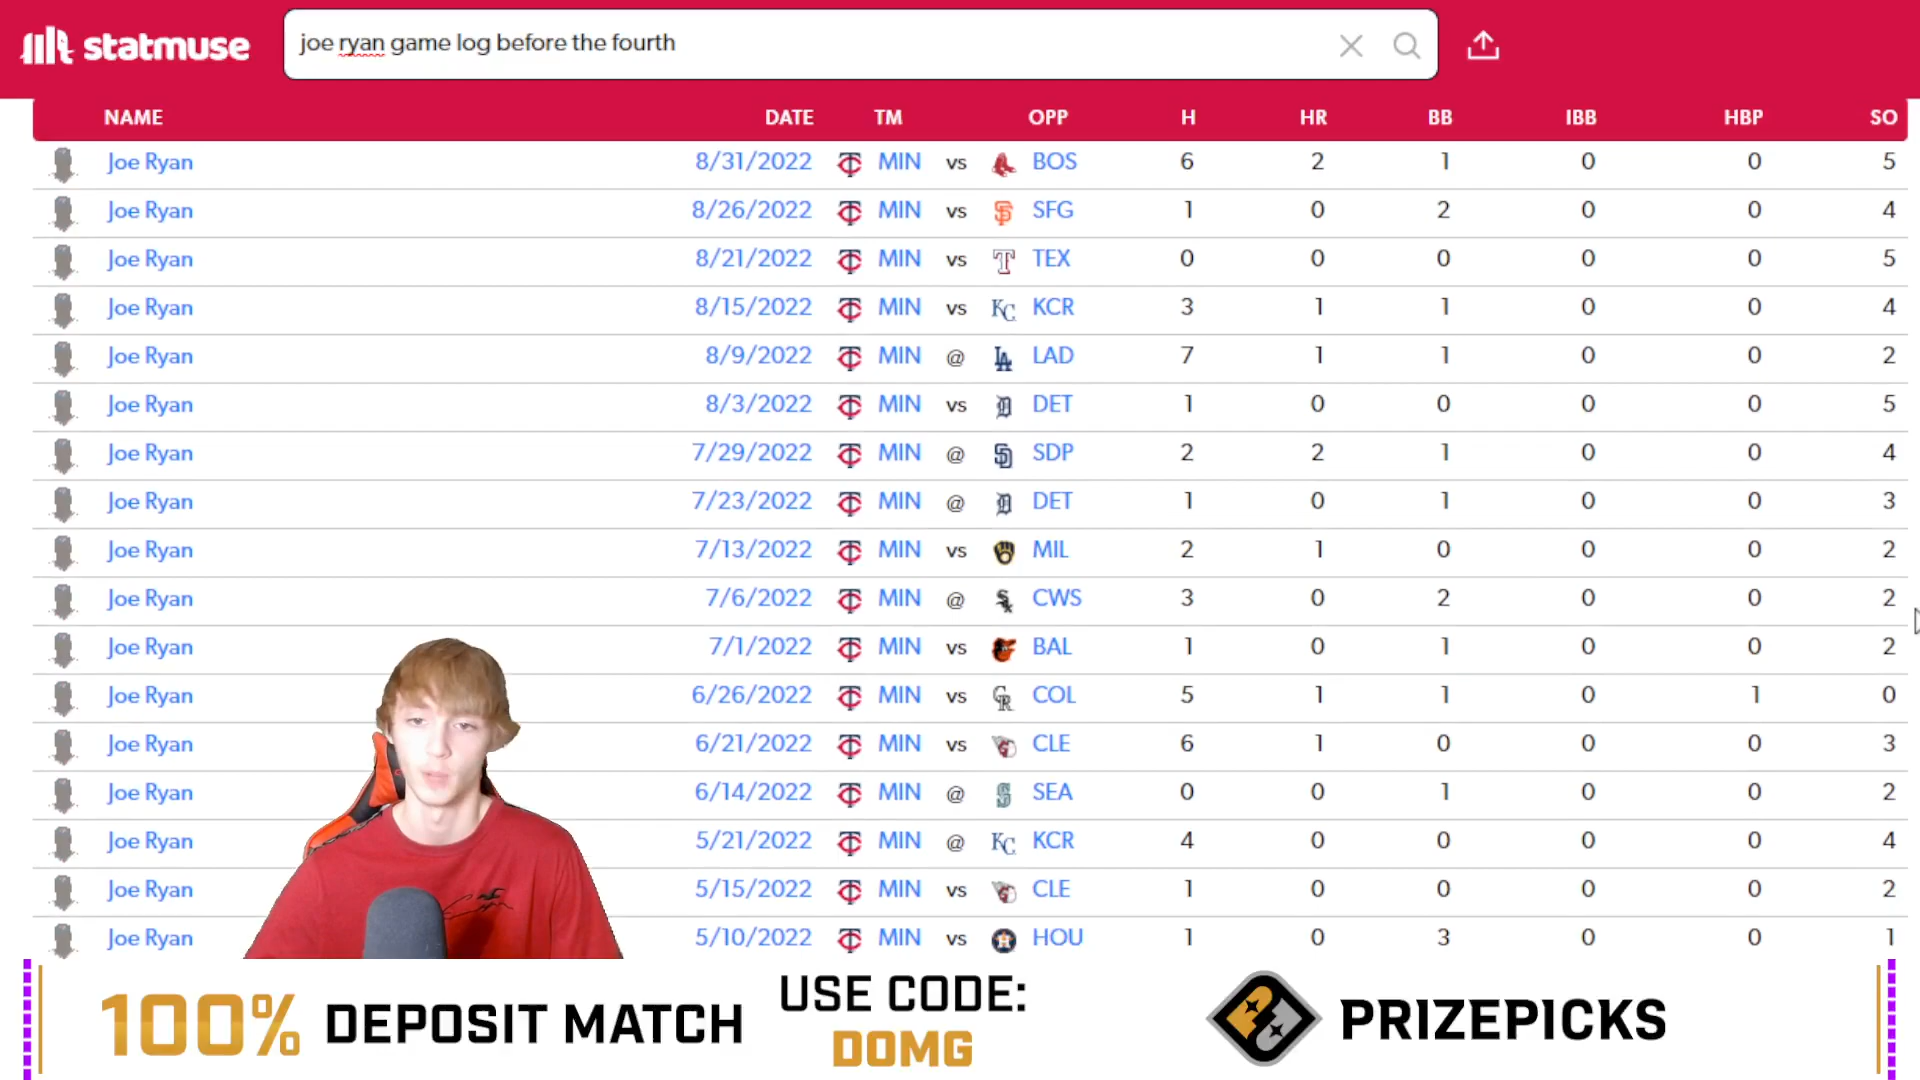 statmuse
joe ryan game log before the fourth
NAME DATE TM OPP H HR BB IBB HBP SO
Joe Ryan 8/31/2022 MIN vs BOS 6 2 1 0 0 5
Joe Ryan 8/26/2022 MIN vs SFG 1 0 2 0 0 4
Joe Ryan 8/21/2022 MIN vs TEX 0 0 0 0 0 5
Joe Ryan 8/15/2022 MIN vs KCR 3 1 1 0 0 4
Joe Ryan 8/9/2022 MIN @ LAD 7 1 1 0 0 2
Joe Ryan 8/3/2022 MIN vs DET 1 0 0 0 0 5
Joe Ryan 7/29/2022 MIN @ SDP 2 2 1 0 0 4
Joe Ryan 7/23/2022 MIN @ DET 1 0 1 0 0 3
Joe Ryan 7/13/2022 MIN vs MIL 2 1 0 0 0 2
Joe Ryan 7/6/2022 MIN @ CWS 3 0 2 0 0 2
Joe Ryan 7/1/2022 MIN vs BAL 1 0 1 0 0 2
Joe Ryan 6/26/2022 MIN vs COL 5 1 1 0 1 0
Joe Ryan 6/21/2022 MIN vs CLE 6 1 0 0 0 3
Joe Ryan 6/14/2022 MIN @ SEA 0 0 1 0 0 2
Joe Ryan 5/21/2022 MIN @ KCR 4 0 0 0 0 4
Joe Ryan 5/15/2022 MIN vs CLE 1 0 0 0 0 2
Joe Ryan 5/10/2022 MIN vs HOU 1 0 3 0 0 1
100% DEPOSIT MATCH
USE CODE:
DOMG
PRIZEPICKS